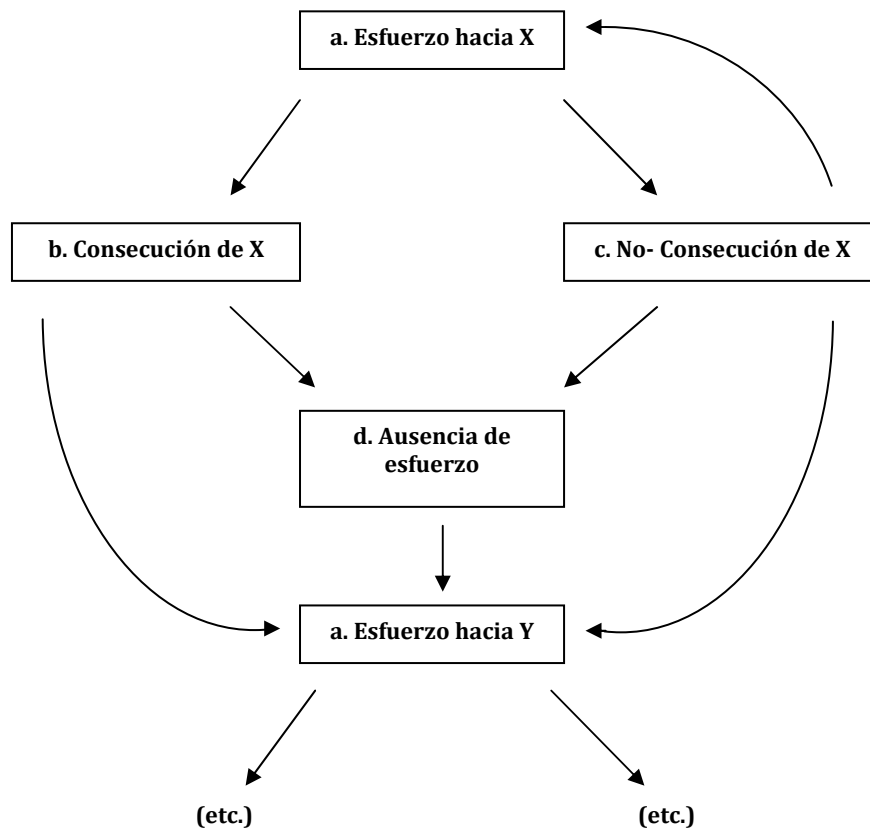 a. Esfuerzo hacia X
b. Consecución de X
c. No- Consecución de X
d. Ausencia de
esfuerzo
a. Esfuerzo hacia Y
(etc.)
(etc.)